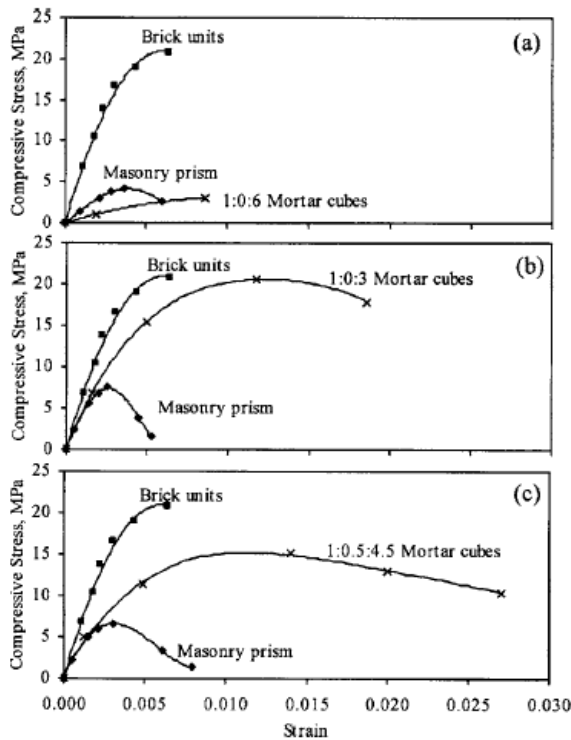 (a)
Compressive Stress, MPa
25
20
15
10
5
0
Brick units
Masonry prism
1:0:6 Mortar cubes
(b)
Compressive Stress, MPa
25
20
15
10
5
0
Brick units
1:0:3 Mortar cubes
Masonry prism
(c)
Compressive Stress, MPa
25
20
15
10
5
0
Brick units
1:0.5:4.5 Mortar cubes
Masonry prism
0.000 0.005 0.010 0.015 0.020 0.025 0.030
Strain